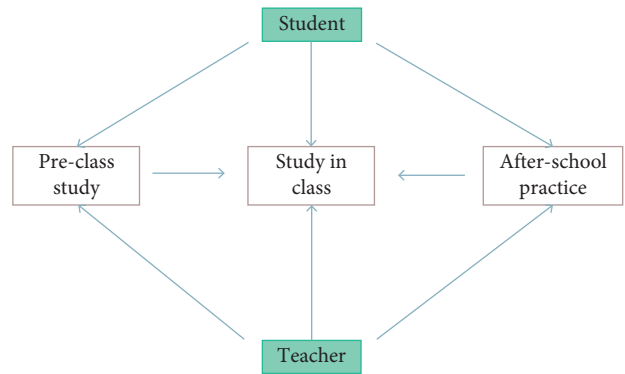 Student
Pre-class
study
Study in
class
After-school
practice
Teacher